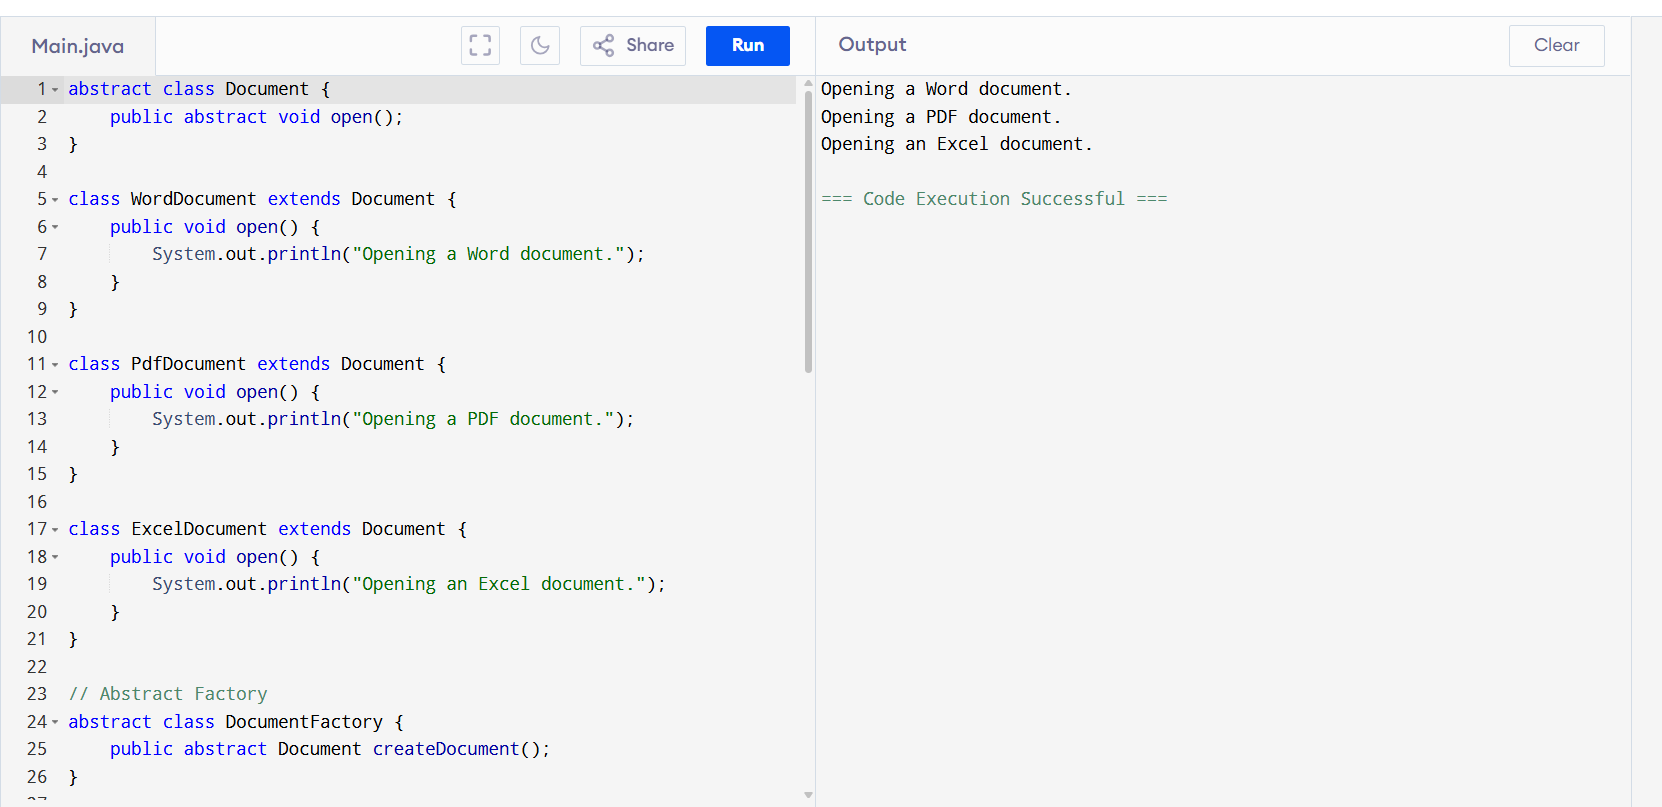 Main.java
Share
Run
Output
Clear
1 abstract class Document {
2     public abstract void open();
3 }
4
5 class WordDocument extends Document {
6     public void open() {
7         System.out.println("Opening a Word document.");
8     }
9 }
10
11 class PdfDocument extends Document {
12     public void open() {
13         System.out.println("Opening a PDF document.");
14     }
15 }
16
17 class ExcelDocument extends Document {
18     public void open() {
19         System.out.println("Opening an Excel document.");
20     }
21 }
22
23 // Abstract Factory
24 abstract class DocumentFactory {
25     public abstract Document createDocument();
26 }
Opening a Word document.
Opening a PDF document.
Opening an Excel document.
=== Code Execution Successful ===